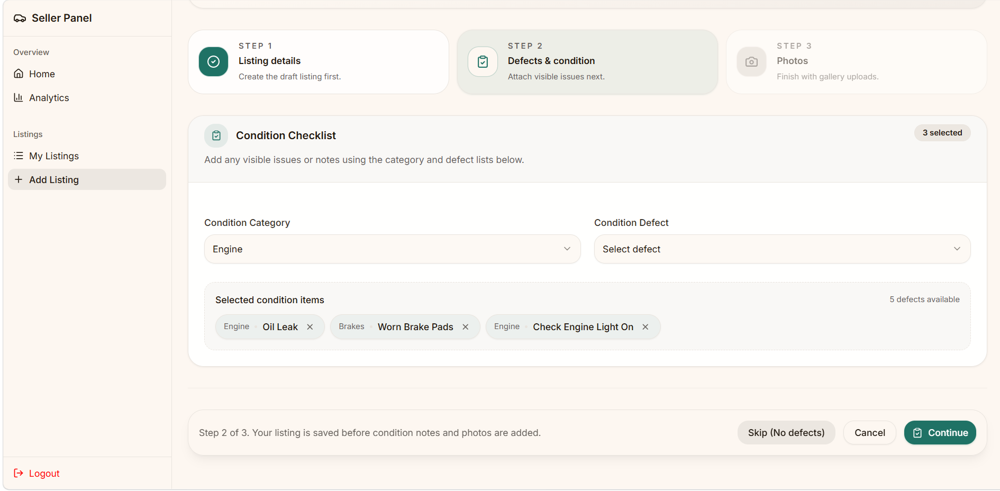 Seller Panel
Overview
Home
Analytics
Listings
My Listings
Add Listing
Logout
STEP 1
Listing details
Create the draft listing first.
STEP 2
Defects & condition
Attach visible issues next.
STEP 3
Photos
Finish with gallery uploads.
Condition Checklist
3 selected
Add any visible issues or notes using the category and defect lists below.
Condition Category
Engine
Condition Defect
Select defect
Selected condition items
5 defects available
Engine Oil Leak
Brakes Worn Brake Pads
Engine Check Engine Light On
Step 2 of 3. Your listing is saved before condition notes and photos are added.
Skip (No defects)
Cancel
Continue